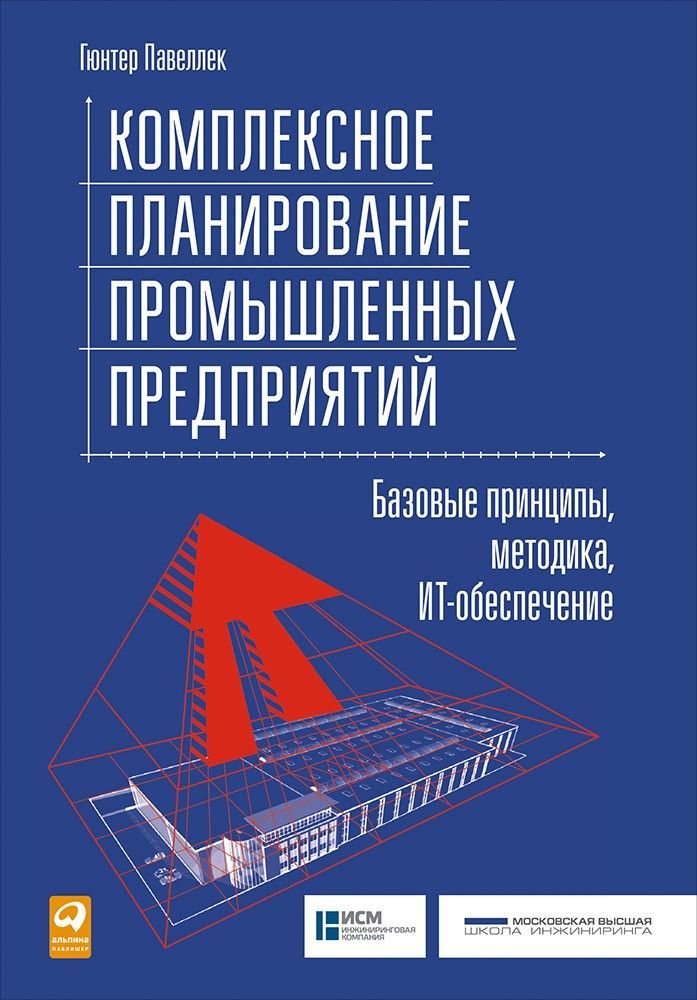 Гюнтер Павеллек
КОМПЛЕКСНОЕ
ПЛАНИРОВАНИЕ
ПРОМЫШЛЕННЫХ
ПРЕДПРИЯТИЙ
Базовые принципы,
методика,
ИТ-обеспечение
альпина
ПАБЛИШЕР
ИСМ
ИНЖИНИРИНГОВАЯ
КОМПАНИЯ
МОСКОВСКАЯ ВЫСШАЯ
ШКОЛА ИНЖИНИРИНГА